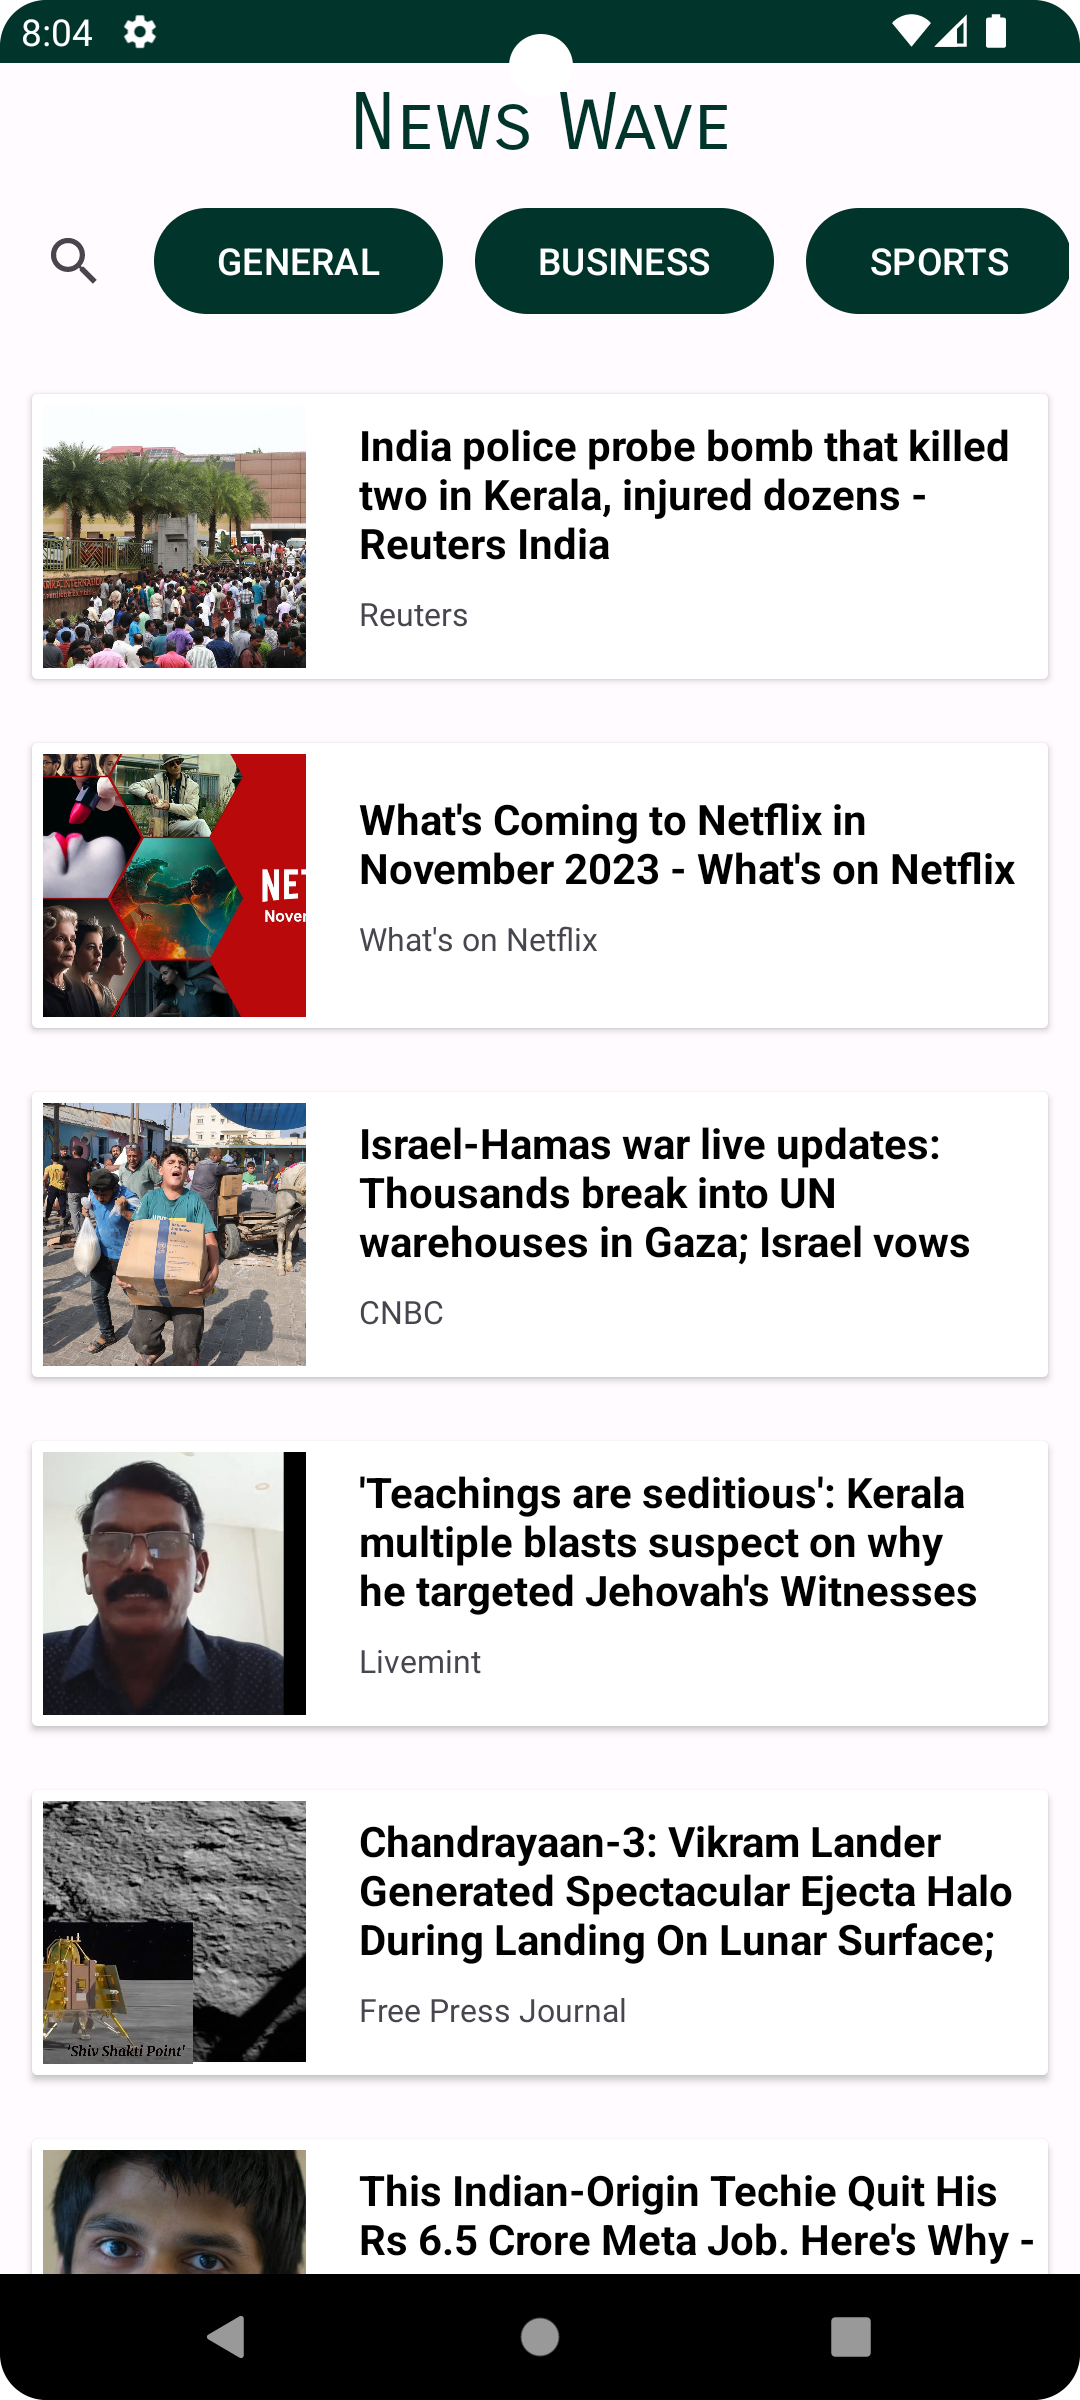 8:04
News Wave
GENERAL
BUSINESS
SPORTS
India police probe bomb that killed
two in Kerala, injured dozens -
Reuters India
Reuters
NET
Nover
What's Coming to Netflix in
November 2023 - What's on Netflix
What's on Netflix
Israel-Hamas war live updates:
Thousands break into UN
warehouses in Gaza; Israel vows
CNBC
'Teachings are seditious': Kerala
multiple blasts suspect on why
he targeted Jehovah's Witnesses
Livemint
'Shiv Shakti Point'
Chandrayaan-3: Vikram Lander
Generated Spectacular Ejecta Halo
During Landing On Lunar Surface;
Free Press Journal
This Indian-Origin Techie Quit His
Rs 6.5 Crore Meta Job. Here's Why -